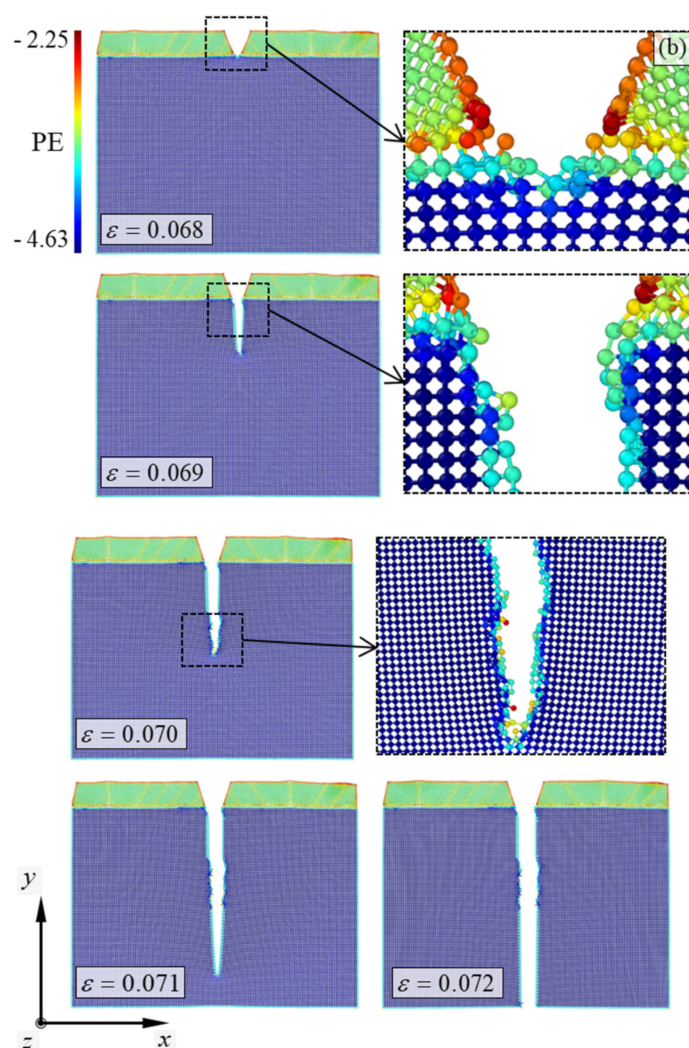 - 2.25
(b)
PE
- 4.63
ε = 0.068
ε = 0.069
ε = 0.070
ε = 0.071
ε = 0.072
y
z
x